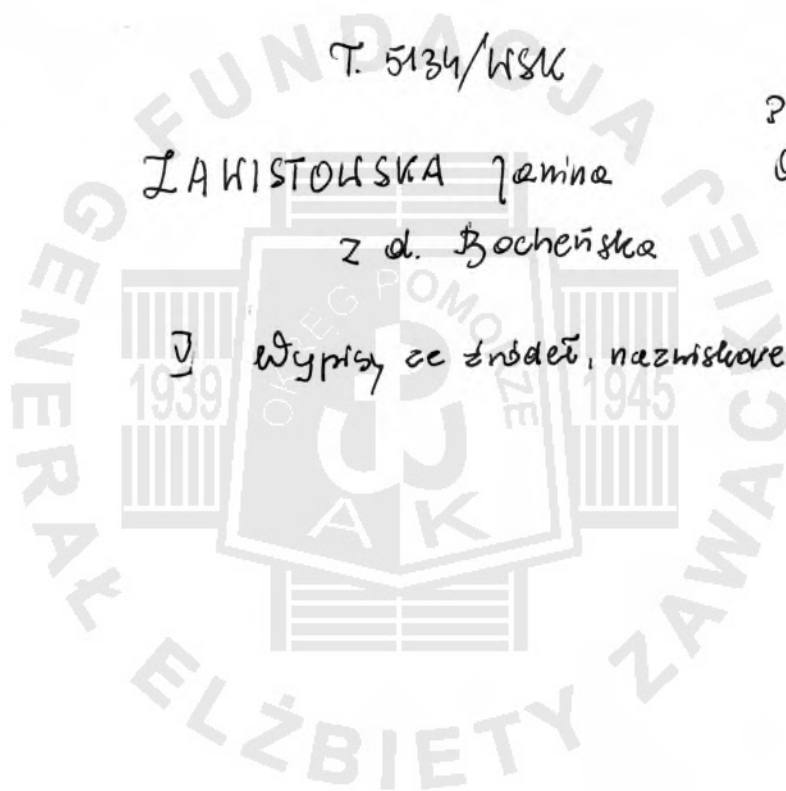 T. 5134/WSK
ZAWISTOWSKA Janina
z d. Bocheńska
V Wypisy ze źródeł, nazwiskowe
FUNDACJA GENERAŁ ELŻBIETY ZAWACKIEJ
OKRĘG POMORZE
1939 1945
AK